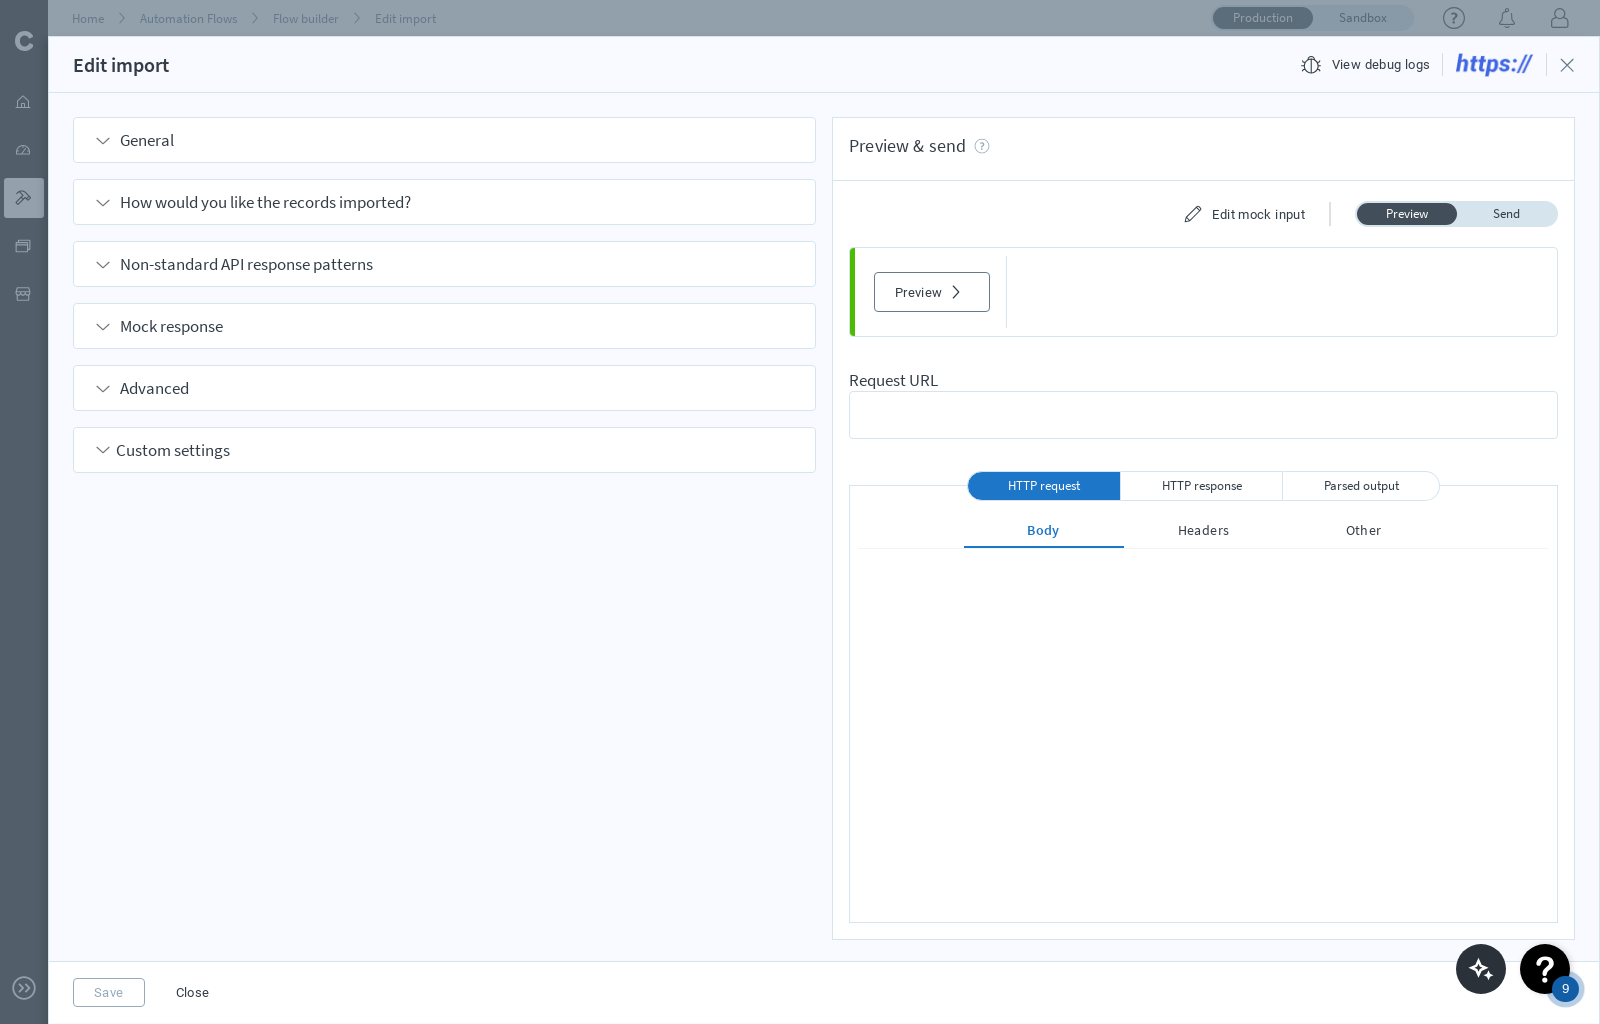 Home
Automation Flows
Flow builder
Edit import
Production
Sandbox
Edit import
View debug logs
https://
General
How would you like the records imported?
Non-standard API response patterns
Mock response
Advanced
Custom settings
Preview & send
Edit mock input
Preview
Send
Preview
Request URL
HTTP request
HTTP response
Parsed output
Body
Headers
Other
Save
Close
9